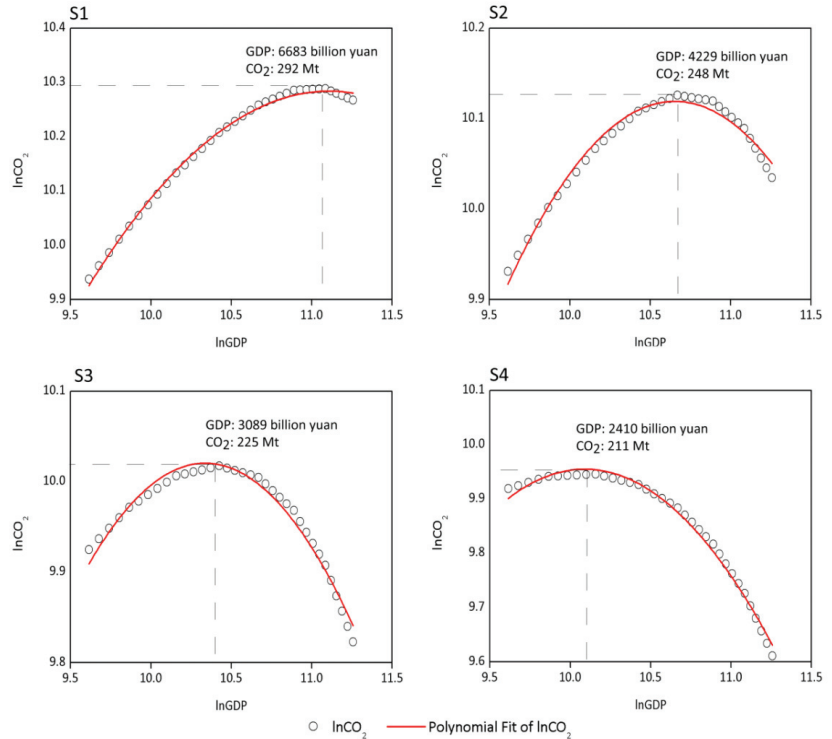 S1
GDP: 6683 billion yuan
CO₂: 292 Mt
10.4
10.3
10.2
10.1
10.0
9.9
lnCO₂
9.5 10.0 10.5 11.0 11.5
lnGDP
S2
GDP: 4229 billion yuan
CO₂: 248 Mt
10.2
10.1
10.0
9.9
lnCO₂
9.5 10.0 10.5 11.0 11.5
lnGDP
S3
GDP: 3089 billion yuan
CO₂: 225 Mt
10.1
10.0
9.9
9.8
lnCO₂
9.5 10.0 10.5 11.0 11.5
lnGDP
S4
GDP: 2410 billion yuan
CO₂: 211 Mt
10.1
10.0
9.9
9.8
9.7
9.6
lnCO₂
9.5 10.0 10.5 11.0 11.5
lnGDP
lnCO₂ Polynomial Fit of lnCO₂